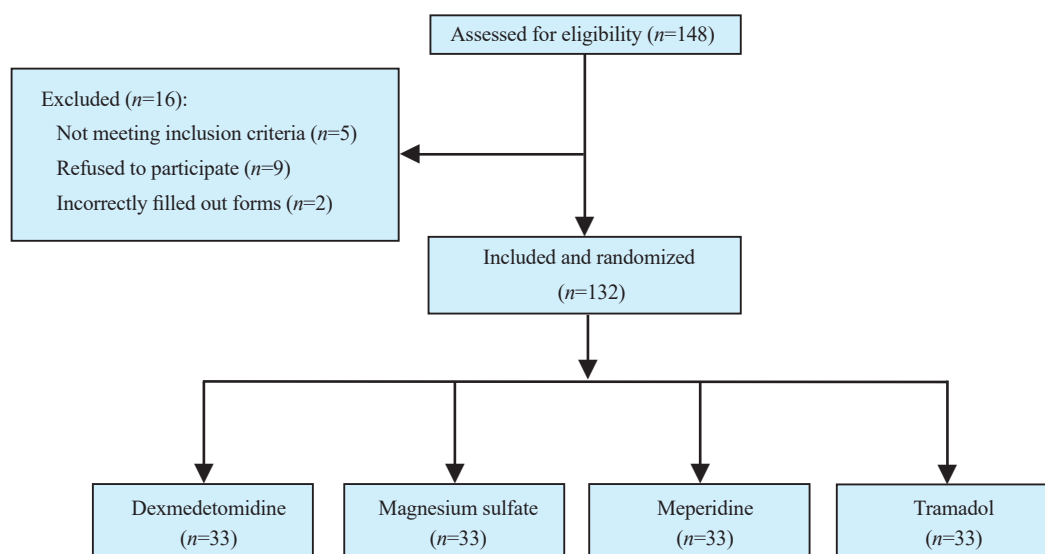 Assessed for eligibility (n=148)
Excluded (n=16):
Not meeting inclusion criteria (n=5)
Refused to participate (n=9)
Incorrectly filled out forms (n=2)
Included and randomized
(n=132)
Dexmedetomidine
(n=33)
Magnesium sulfate
(n=33)
Meperidine
(n=33)
Tramadol
(n=33)